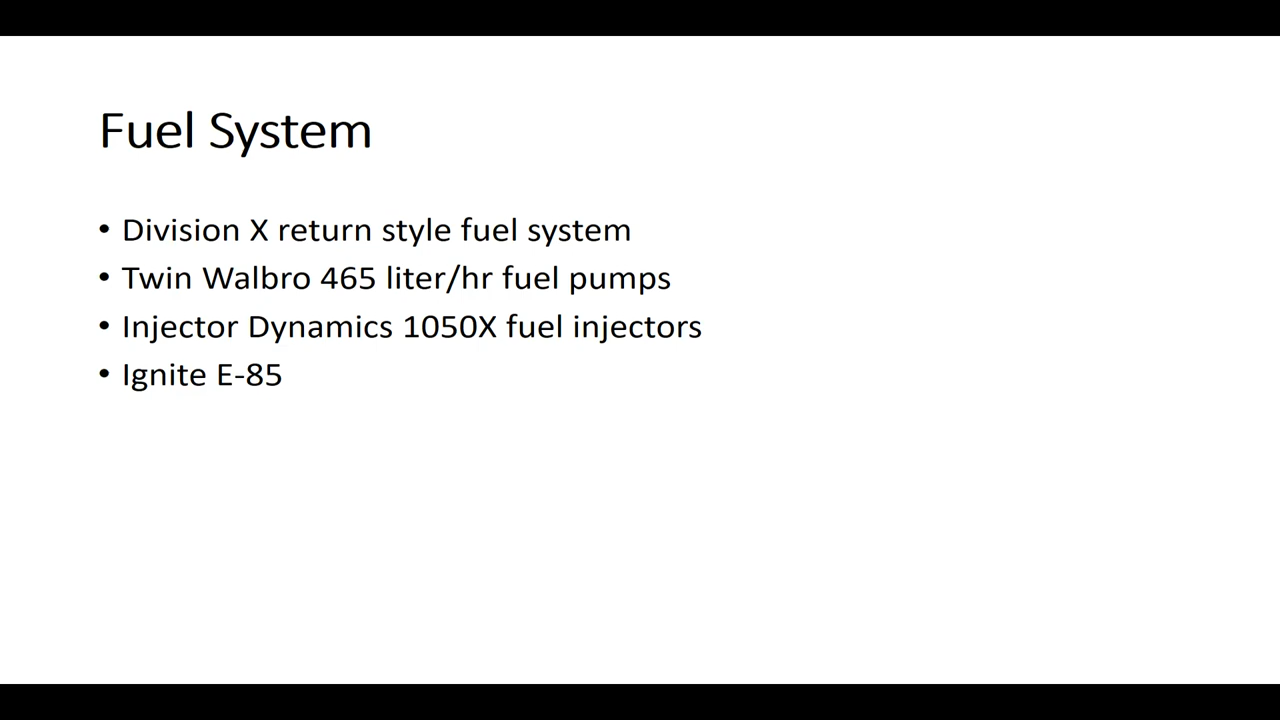 Fuel System
• Division X return style fuel system
• Twin Walbro 465 liter/hr fuel pumps
• Injector Dynamics 1050X fuel injectors
• Ignite E-85